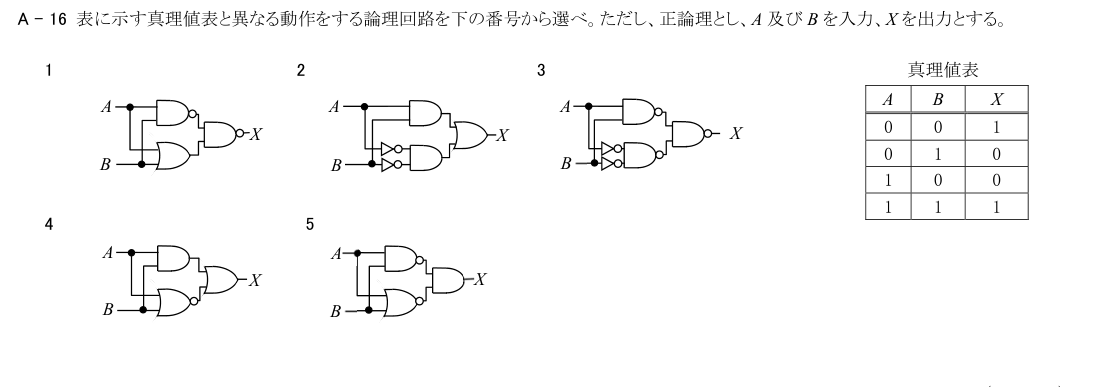 A － 16 表に示す真理値表と異なる動作をする論理回路を下の番号から選べ。ただし、正論理とし、A 及び B を入力、X を出力とする。
1
A
B
X
2
A
B
X
3
A
B
X
真理値表
A B X
0 0 1
0 1 0
1 0 0
1 1 1
4
A
B
X
5
A
B
X